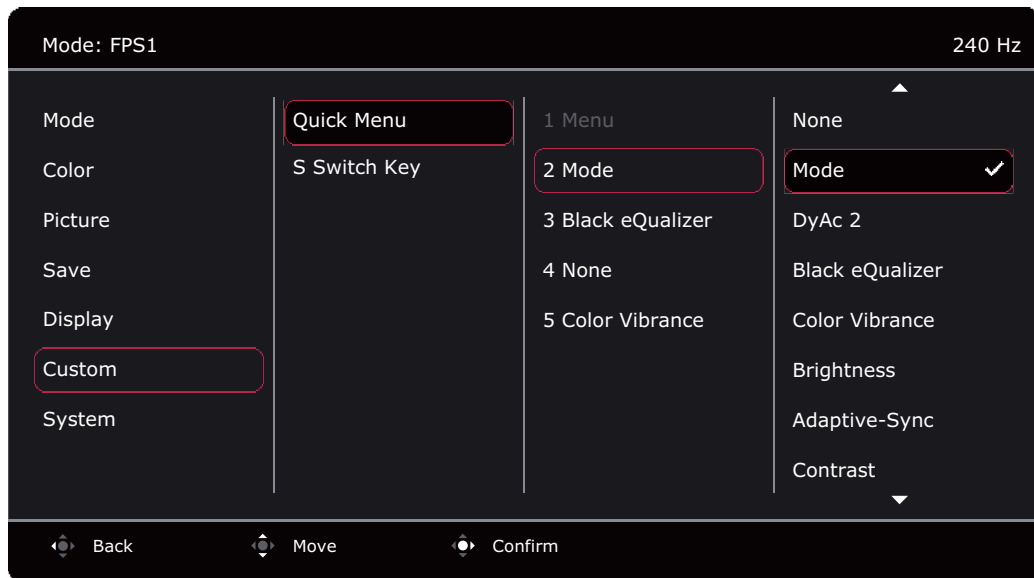 Mode: FPS1
240 Hz
Mode
Color
Picture
Save
Display
Custom
System
Quick Menu
S Switch Key
1 Menu
2 Mode
3 Black eQualizer
4 None
5 Color Vibrance
None
Mode
DyAc 2
Black eQualizer
Color Vibrance
Brightness
Adaptive-Sync
Contrast
Back
Move
Confirm